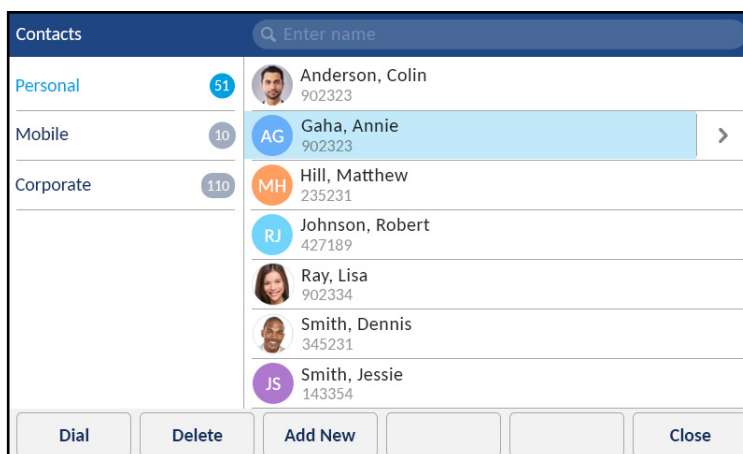 Contacts
Enter name
Personal 51
Mobile 10
Corporate 110
Anderson, Colin
902323
AG Gaha, Annie
902323
MH Hill, Matthew
235231
RJ Johnson, Robert
427189
Ray, Lisa
902334
Smith, Dennis
345231
JS Smith, Jessie
143354
Dial Delete Add New Close